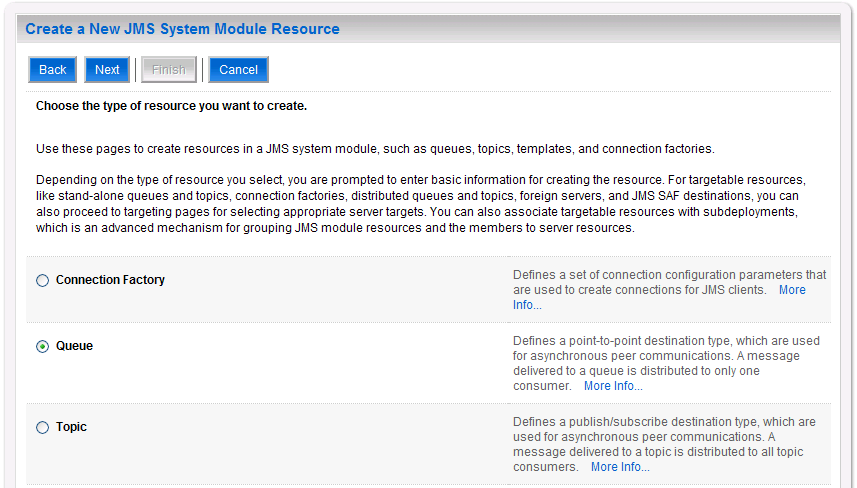 Create a New JMS System Module Resource
Back Next Finish Cancel
Choose the type of resource you want to create.
Use these pages to create resources in a JMS system module, such as queues, topics, templates, and connection factories.
Depending on the type of resource you select, you are prompted to enter basic information for creating the resource. For targetable resources,
like stand-alone queues and topics, connection factories, distributed queues and topics, foreign servers, and JMS SAF destinations, you can
also proceed to targeting pages for selecting appropriate server targets. You can also associate targetable resources with subdeployments,
which is an advanced mechanism for grouping JMS module resources and the members to server resources.
Connection Factory
Defines a set of connection configuration parameters that
are used to create connections for JMS clients. More
Info...
Queue
Defines a point-to-point destination type, which are used
for asynchronous peer communications. A message
delivered to a queue is distributed to only one
consumer. More Info...
Topic
Defines a publish/subscribe destination type, which are
used for asynchronous peer communications. A
message delivered to a topic is distributed to all topic
consumers. More Info...